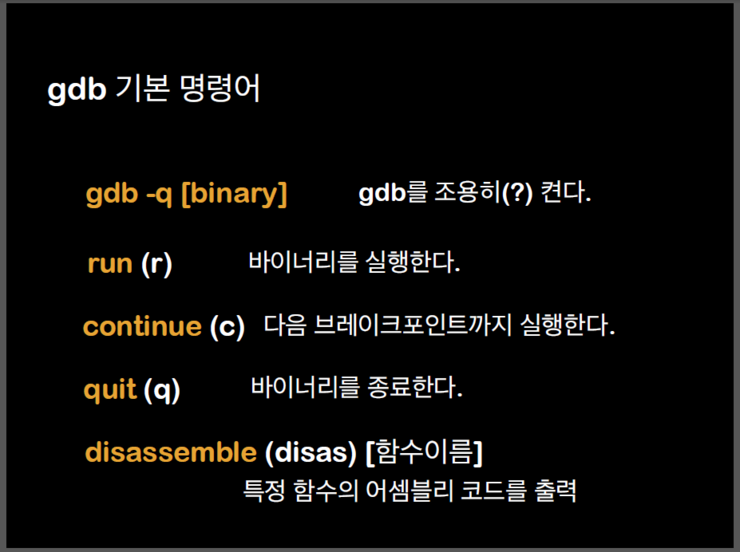 gdb 기본 명령어
gdb -q [binary] gdb를 조용히(?) 켠다.
run (r) 바이너리를 실행한다.
continue (c) 다음 브레이크포인트까지 실행한다.
quit (q) 바이너리를 종료한다.
disassemble (disas) [함수이름]
특정 함수의 어셈블리 코드를 출력